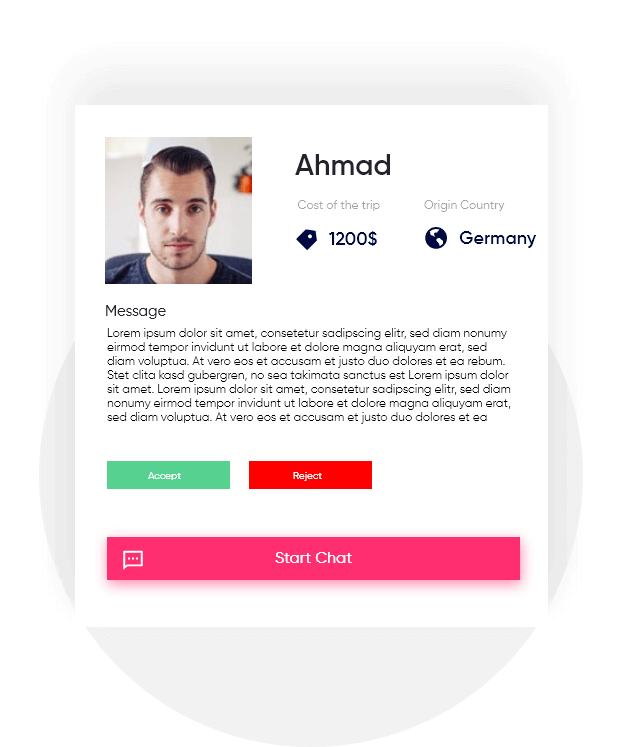 Ahmad
Cost of the trip
Origin Country
1200$
Germany
Message
Lorem ipsum dolor sit amet, consetetur sadipscing elitr, sed diam nonumy
eirmod tempor invidunt ut labore et dolore magna aliquyam erat, sed
diam voluptua. At vero eos et accusam et justo duo dolores et ea rebum.
Stet clita kasd gubergren, no sea takimata sanctus est Lorem ipsum dolor
sit amet. Lorem ipsum dolor sit amet, consetetur sadipscing elitr, sed diam
nonumy eirmod tempor invidunt ut labore et dolore magna aliquyam erat,
sed diam voluptua. At vero eos et accusam et justo duo dolores et ea
Accept
Reject
Start Chat